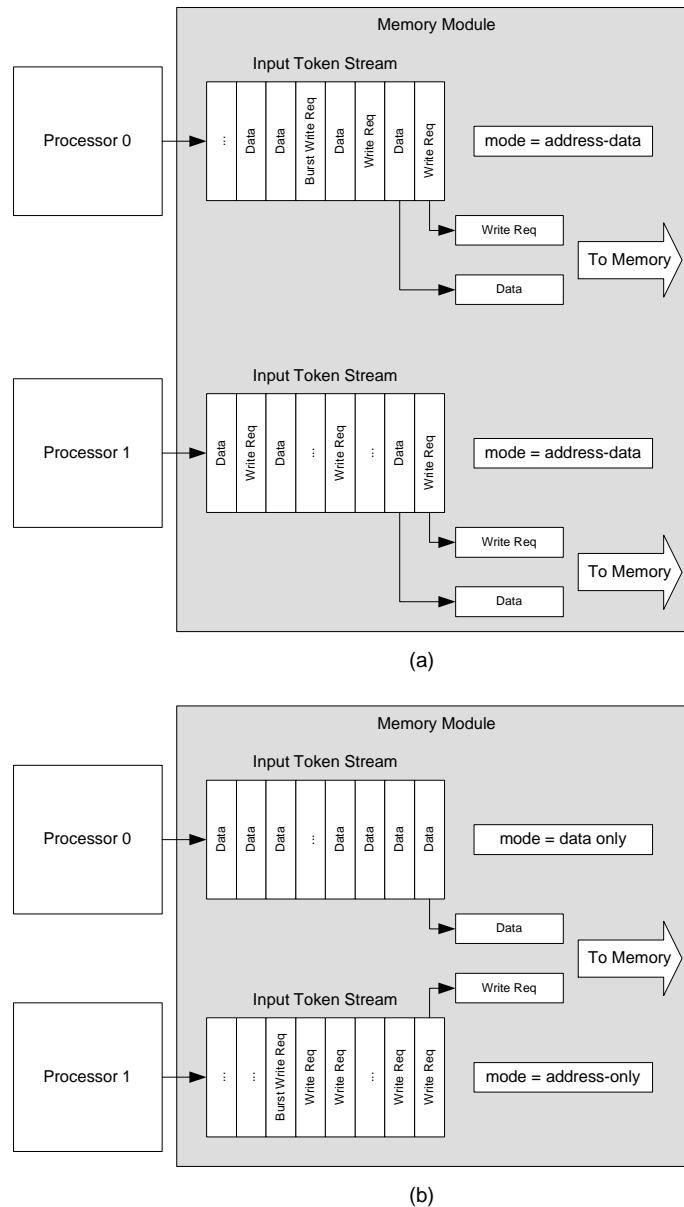 Memory Module
Input Token Stream
Processor 0
...
Data
Data
Burst Write Req
Data
Write Req
Data
Write Req
mode = address-data
Write Req
Data
To Memory
Input Token Stream
Processor 1
Data
Write Req
Data
...
Write Req
...
Data
Write Req
mode = address-data
Write Req
Data
To Memory
(a)
Memory Module
Input Token Stream
Processor 0
Data
Data
Data
...
Data
Data
Data
Data
mode = data only
Data
To Memory
Write Req
Input Token Stream
Processor 1
...
...
Burst Write Req
Write Req
Write Req
...
Write Req
Write Req
mode = address-only
(b)